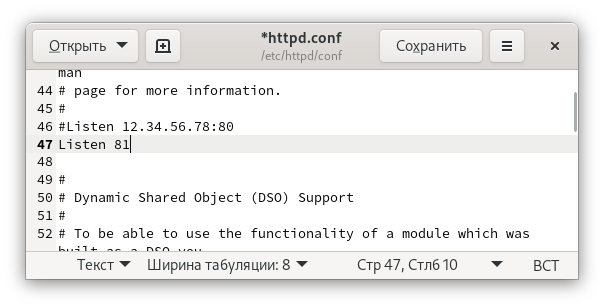 Открыть
*httpd.conf
/etc/httpd/conf
Сохранить
man
44 # page for more information.
45 #
46 #Listen 12.34.56.78:80
47 Listen 81
48
49 #
50 # Dynamic Shared Object (DSO) Support
51 #
52 # To be able to use the functionality of a module which was
built as a DSO you
Текст Ширина табуляции: 8 Стр 47, Стлб 10 ВСТ